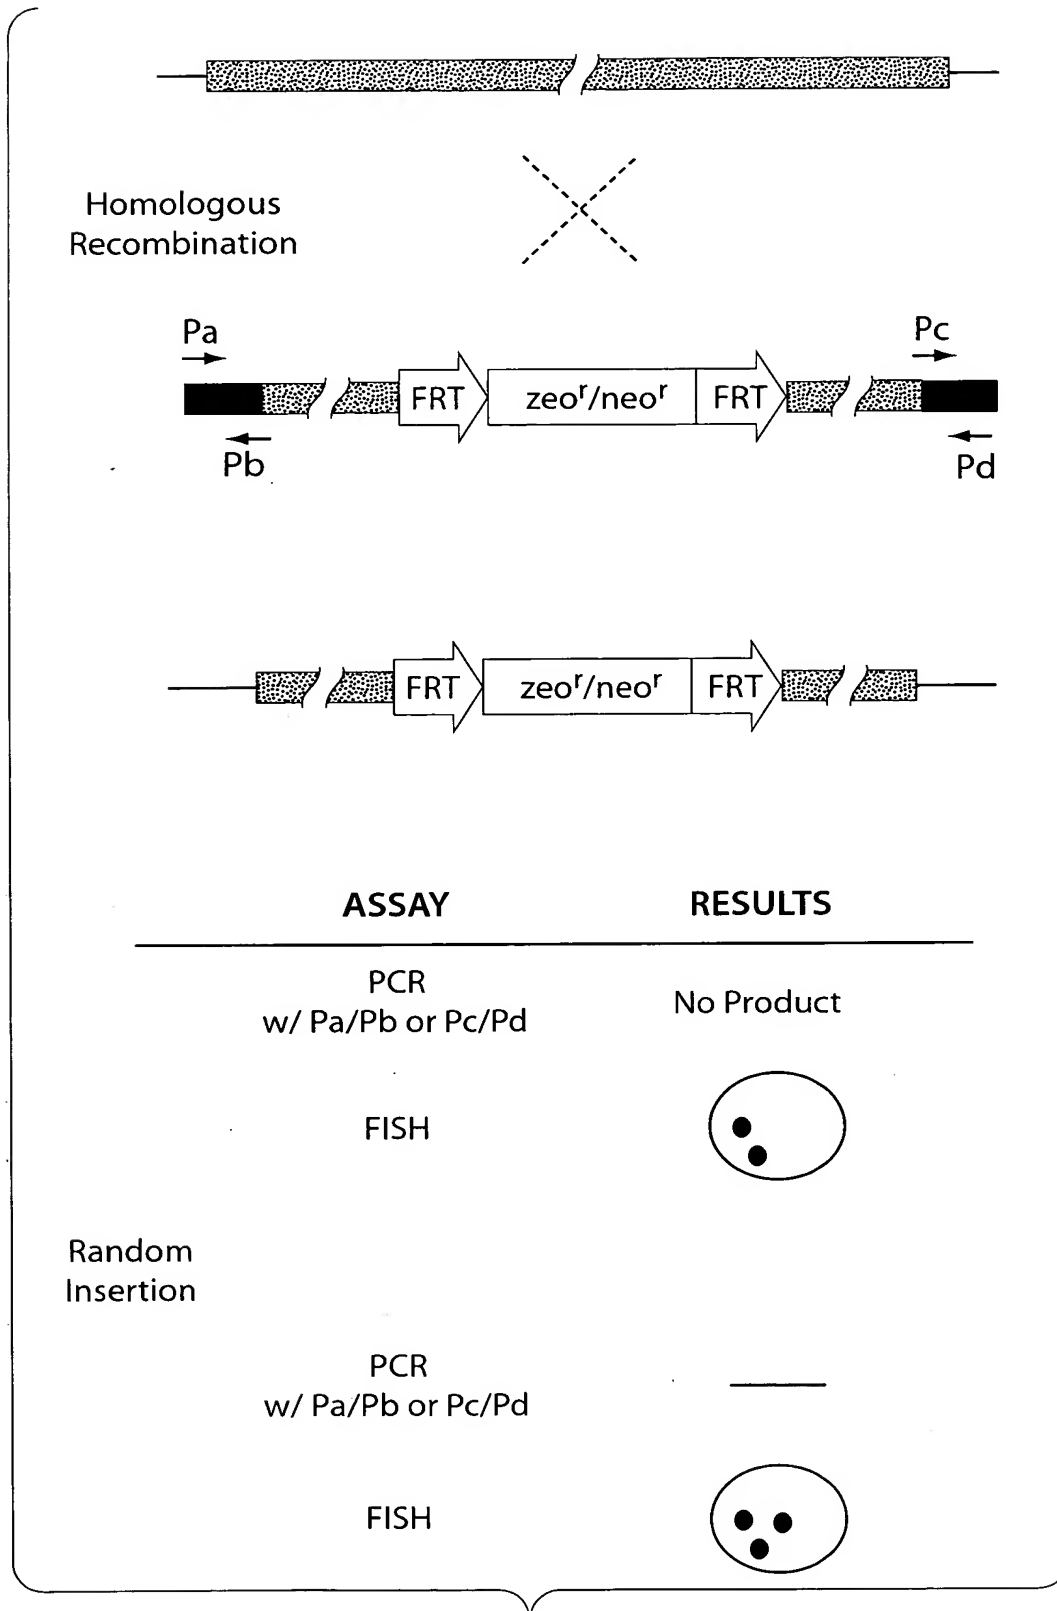 Homologous
Recombination
Pa
Pc
FRT
zeoʳ/neoʳ
FRT
Pb
Pd
FRT
zeoʳ/neoʳ
FRT
ASSAY RESULTS
PCR
w/ Pa/Pb or Pc/Pd
No Product
FISH
Random
Insertion
PCR
w/ Pa/Pb or Pc/Pd
FISH